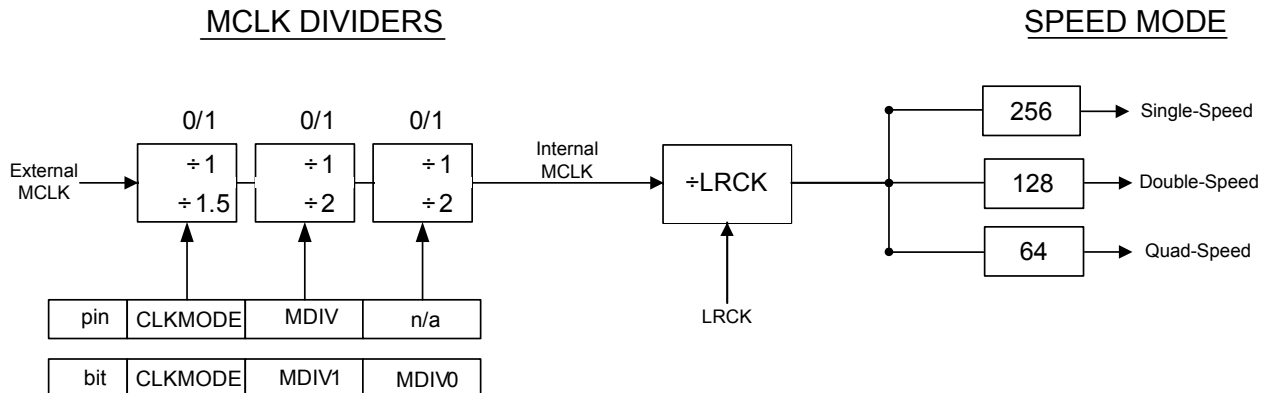 MCLK DIVIDERS
SPEED MODE
0/1 0/1 0/1
External
MCLK
÷1
÷1.5
÷1
÷2
÷1
÷2
Internal
MCLK
÷LRCK
LRCK
256
Single-Speed
128
Double-Speed
64
Quad-Speed
pin CLKMODE MDIV n/a
bit CLKMODE MDIV1 MDIV0